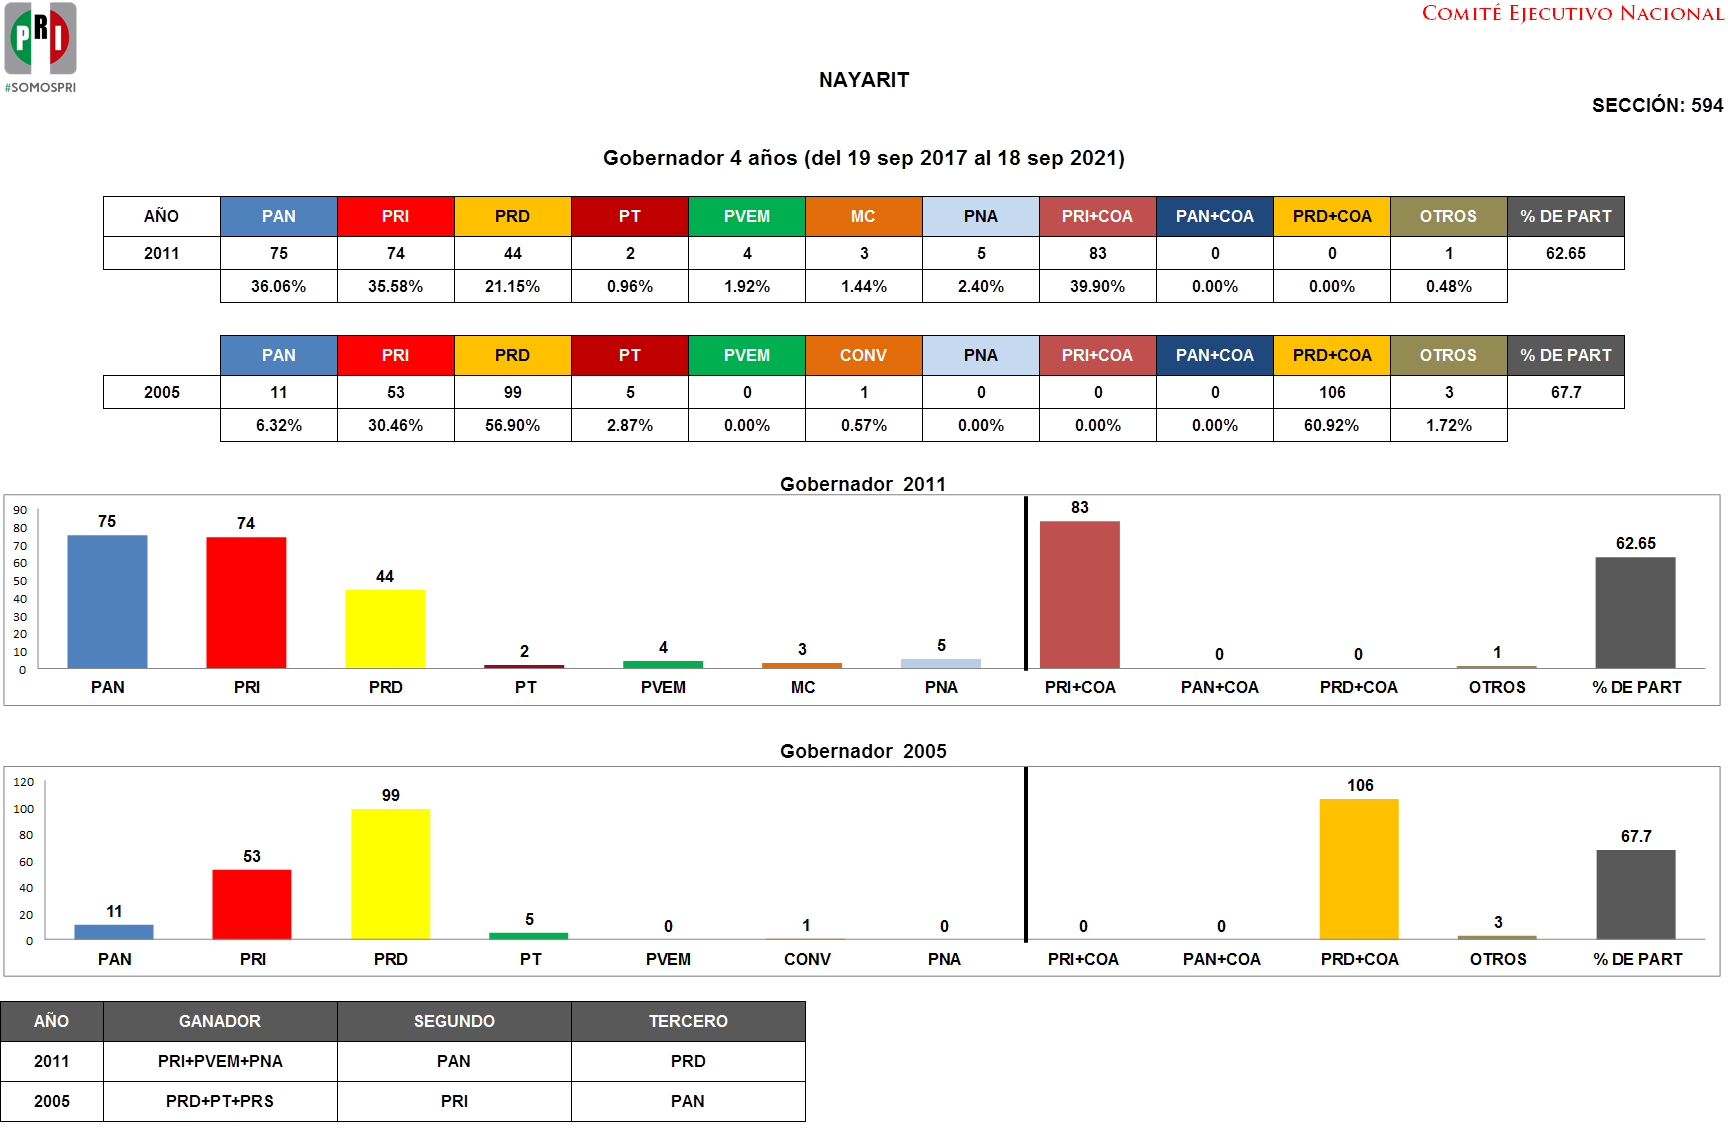 PRI
#SOMOSPRI
COMITÉ EJECUTIVO NACIONAL
NAYARIT
SECCIÓN: 594
Gobernador 4 años (del 19 sep 2017 al 18 sep 2021)
AÑO PAN PRI PRD PT PVEM MC PNA PRI+COA PAN+COA PRD+COA OTROS % DE PART
2011 75 74 44 2 4 3 5 83 0 0 1 62.65
36.06% 35.58% 21.15% 0.96% 1.92% 1.44% 2.40% 39.90% 0.00% 0.00% 0.48%
PAN PRI PRD PT PVEM CONV PNA PRI+COA PAN+COA PRD+COA OTROS % DE PART
2005 11 53 99 5 0 1 0 0 0 106 3 67.7
6.32% 30.46% 56.90% 2.87% 0.00% 0.57% 0.00% 0.00% 0.00% 60.92% 1.72%
Gobernador 2011
90
80
70
60
50
40
30
20
10
0
75 74 44 2 4 3 5 83 0 0 1 62.65
PAN PRI PRD PT PVEM MC PNA PRI+COA PAN+COA PRD+COA OTROS % DE PART
Gobernador 2005
120
100
80
60
40
20
0
11 53 99 5 0 1 0 0 0 106 3 67.7
PAN PRI PRD PT PVEM CONV PNA PRI+COA PAN+COA PRD+COA OTROS % DE PART
AÑO GANADOR SEGUNDO TERCERO
2011 PRI+PVEM+PNA PAN PRD
2005 PRD+PT+PRS PRI PAN